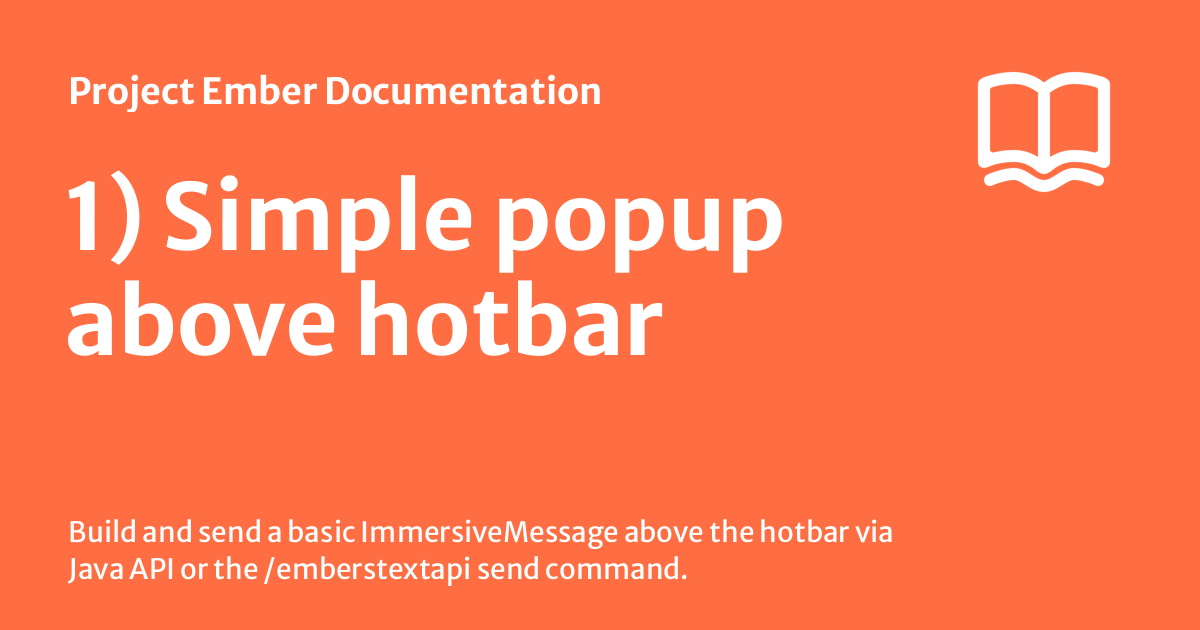 Project Ember Documentation
1) Simple popup
above hotbar
Build and send a basic ImmersiveMessage above the hotbar via
Java API or the /emberstextapi send command.